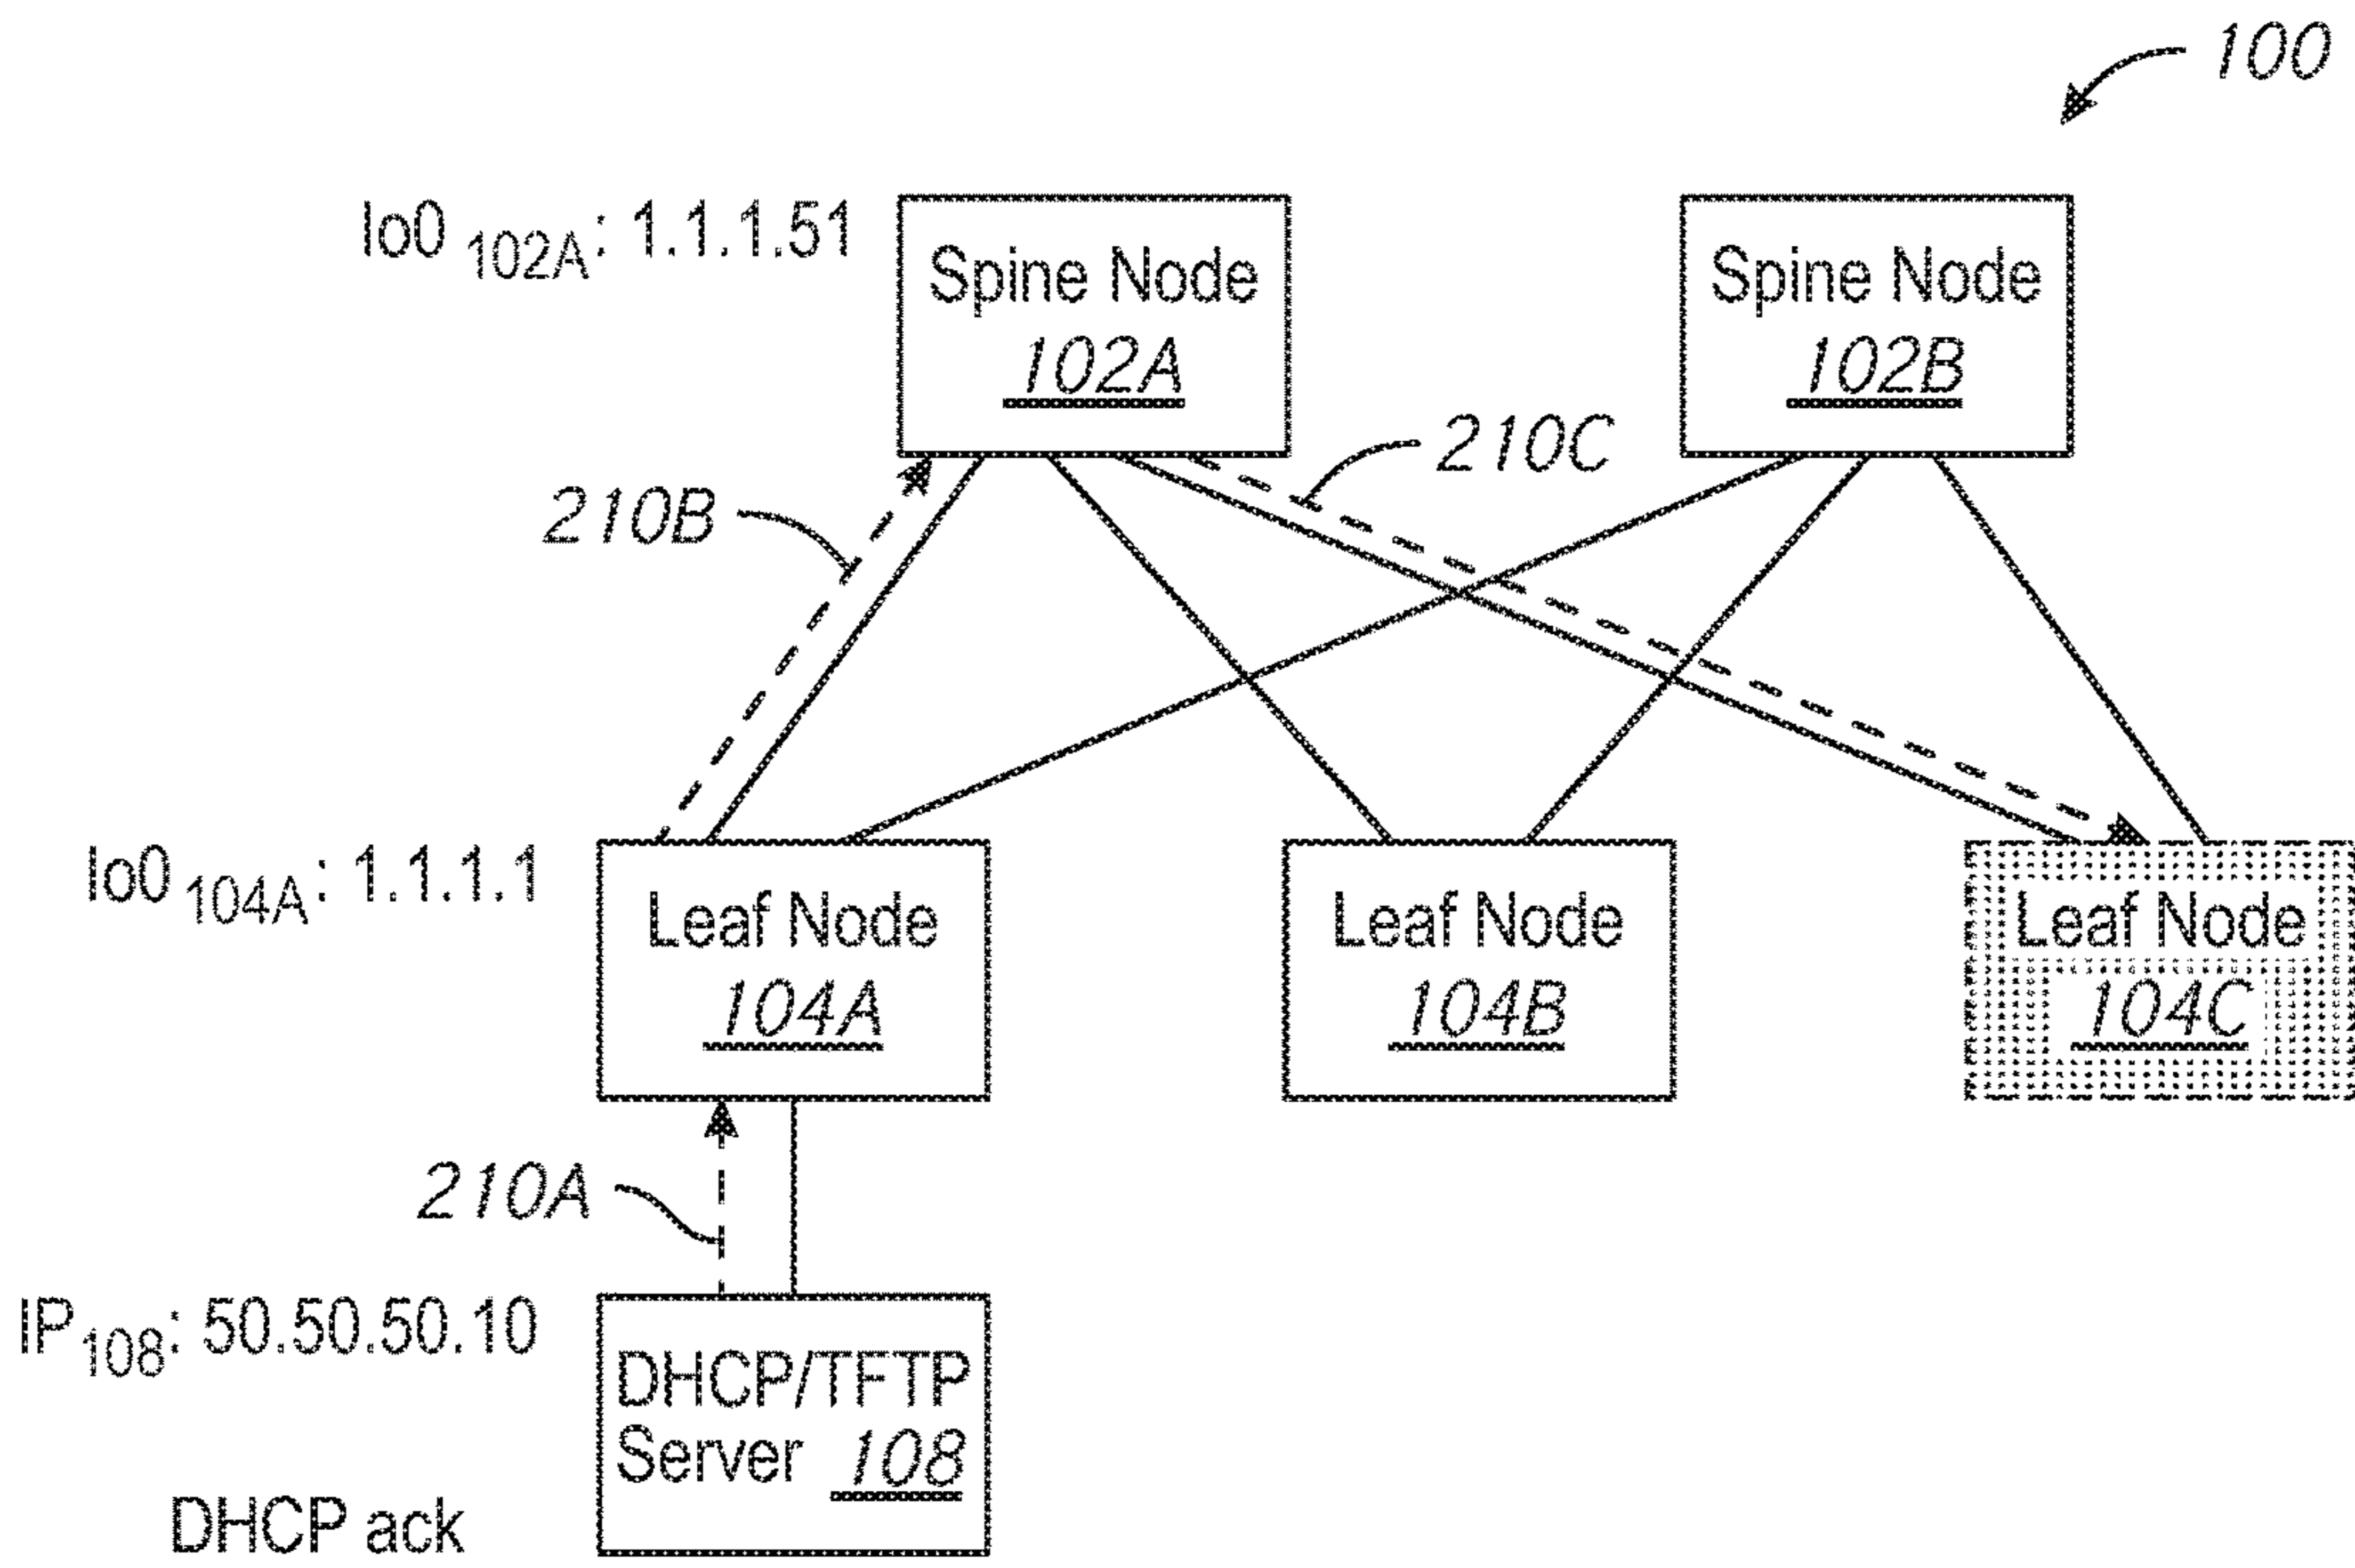 100
lo0 102A: 1.1.1.51
Spine Node
102A
Spine Node
102B
210C
210B
lo0 104A: 1.1.1.1
Leaf Node
104A
Leaf Node
104B
Leaf Node
104C
210A
IP108: 50.50.50.10
DHCP/TFTP
Server 108
DHCP ack